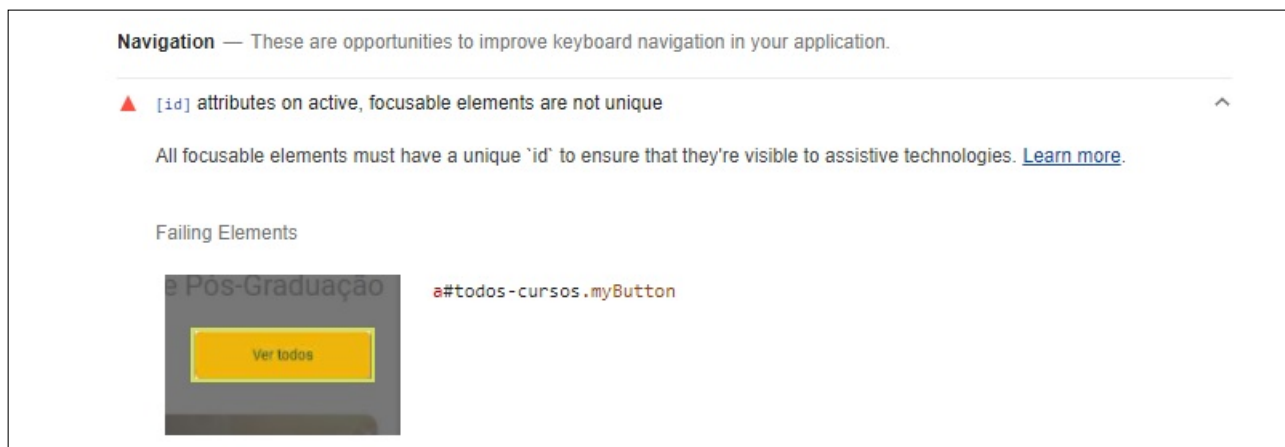 Navigation — These are opportunities to improve keyboard navigation in your application.
[id] attributes on active, focusable elements are not unique
All focusable elements must have a unique `id` to ensure that they're visible to assistive technologies. Learn more.
Failing Elements
e Pós-Graduação
a#todos-cursos.myButton
Ver todos